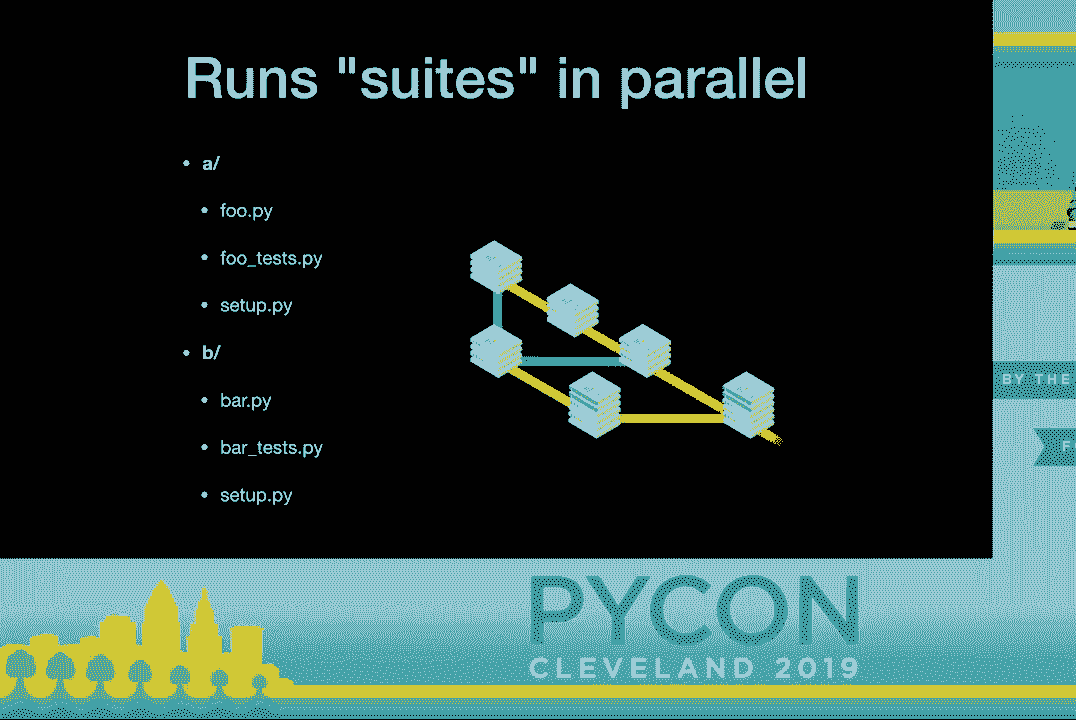 Runs "suites" in parallel
• a/
• foo.py
• foo_tests.py
• setup.py
• b/
• bar.py
• bar_tests.py
• setup.py
BY THE
PYCON
CLEVELAND 2019